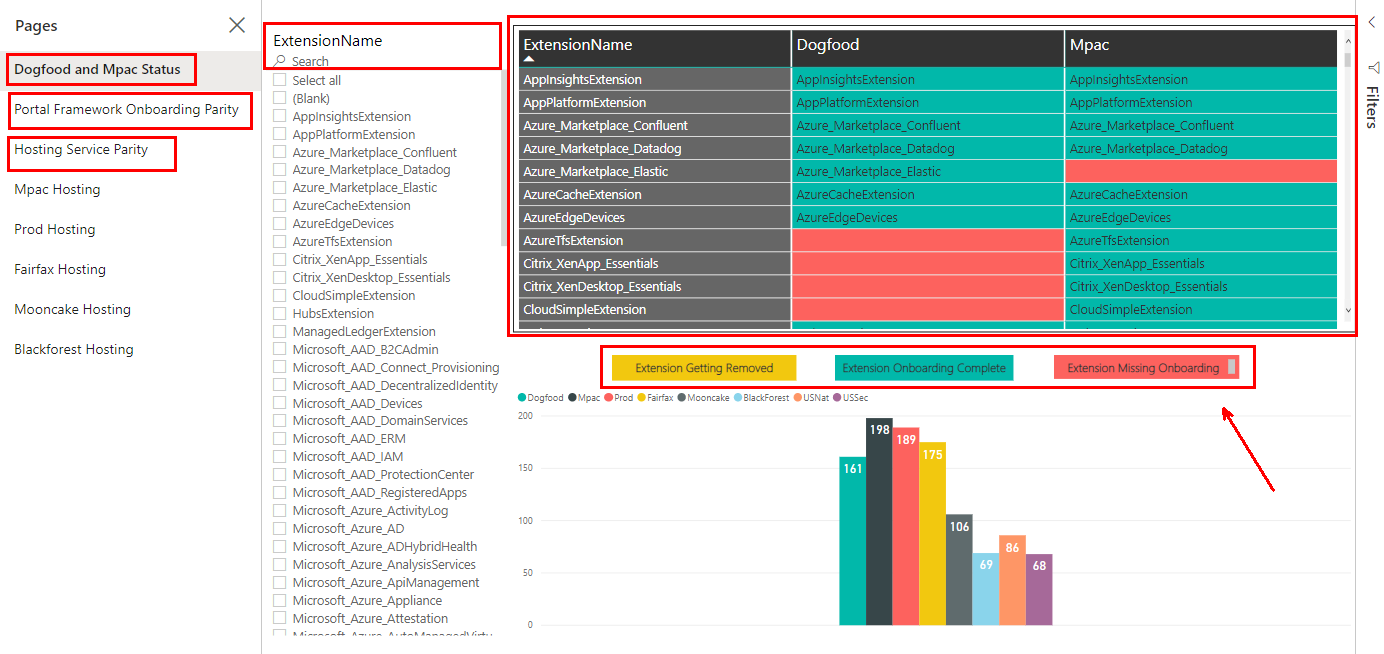 Pages
Dogfood and Mpac Status
Portal Framework Onboarding Parity
Hosting Service Parity
Mpac Hosting
Prod Hosting
Fairfax Hosting
Mooncake Hosting
Blackforest Hosting
ExtensionName
Search
Select all
(Blank)
AppInsightsExtension
AppPlatformExtension
Azure_Marketplace_Confluent
Azure_Marketplace_Datadog
Azure_Marketplace_Elastic
AzureCacheExtension
AzureEdgeDevices
AzureTfsExtension
Citrix_XenApp_Essentials
Citrix_XenDesktop_Essentials
CloudSimpleExtension
HubsExtension
ManagedLedgerExtension
Microsoft_AAD_B2CAdmin
Microsoft_AAD_Connect_Provisioning
Microsoft_AAD_DecentralizedIdentity
Microsoft_AAD_Devices
Microsoft_AAD_DomainServices
Microsoft_AAD_ERM
Microsoft_AAD_IAM
Microsoft_AAD_ProtectionCenter
Microsoft_AAD_RegisteredApps
Microsoft_Azure_ActivityLog
Microsoft_Azure_AD
Microsoft_Azure_ADHybridHealth
Microsoft_Azure_AnalysisServices
Microsoft_Azure_ApiManagement
Microsoft_Azure_Appliance
Microsoft_Azure_Attestation
Microsoft_Azure_AutoManagedVirtu
ExtensionName Dogfood Mpac
AppInsightsExtension AppInsightsExtension AppInsightsExtension
AppPlatformExtension AppPlatformExtension AppPlatformExtension
Azure_Marketplace_Confluent Azure_Marketplace_Confluent Azure_Marketplace_Confluent
Azure_Marketplace_Datadog Azure_Marketplace_Datadog Azure_Marketplace_Datadog
Azure_Marketplace_Elastic Azure_Marketplace_Elastic
AzureCacheExtension AzureCacheExtension AzureCacheExtension
AzureEdgeDevices AzureEdgeDevices AzureEdgeDevices
AzureTfsExtension AzureTfsExtension
Citrix_XenApp_Essentials Citrix_XenApp_Essentials
Citrix_XenDesktop_Essentials Citrix_XenDesktop_Essentials
CloudSimpleExtension CloudSimpleExtension
Extension Getting Removed Extension Onboarding Complete Extension Missing Onboarding
Dogfood Mpac Prod Fairfax Mooncake BlackForest USNat USSec
200
150
100
50
0
161 198 189 175 106 69 86 68
Filters